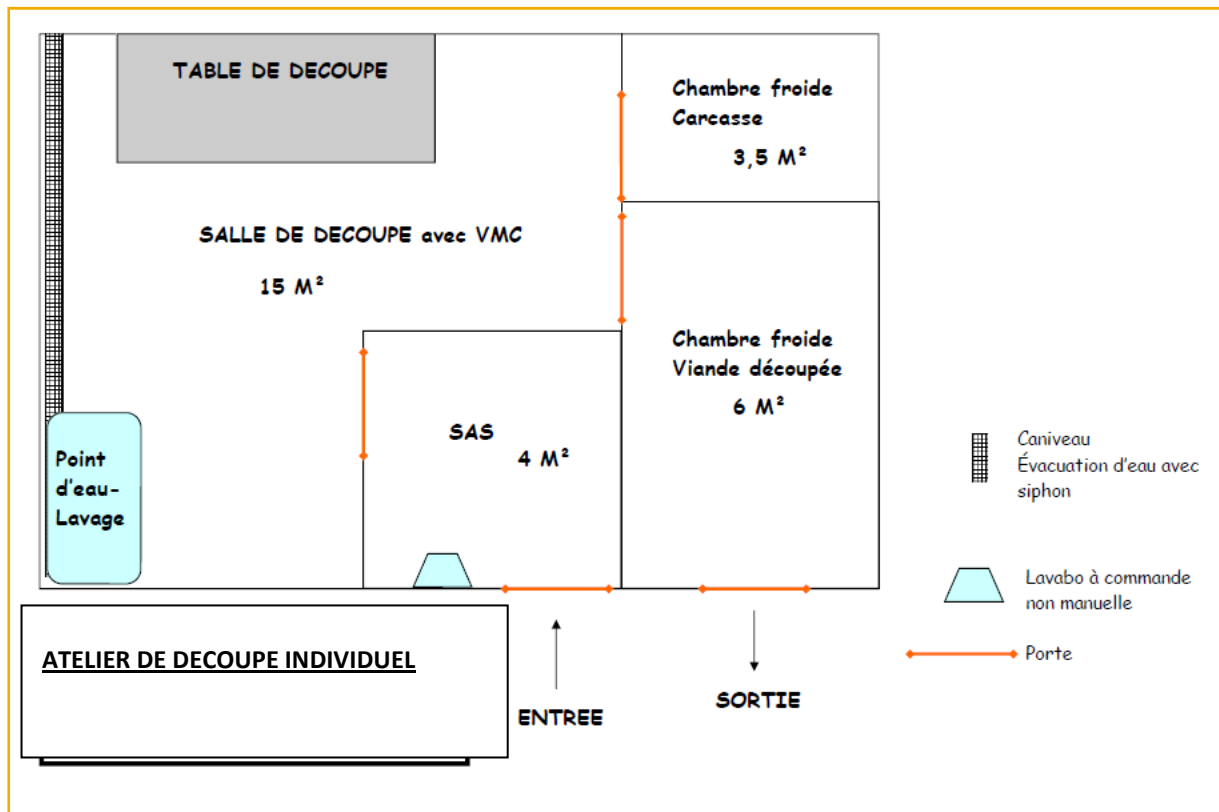 TABLE DE DECOUPE
Chambre froide
Carcasse
3,5 M²
SALLE DE DECOUPE avec VMC
15 M²
Chambre froide
Viande découpée
6 M²
SAS
4 M²
Point
d'eau-
Lavage
Caniveau
Évacuation d'eau avec
siphon
Lavabo à commande
non manuelle
Porte
ATELIER DE DECOUPE INDIVIDUEL
ENTREE
SORTIE